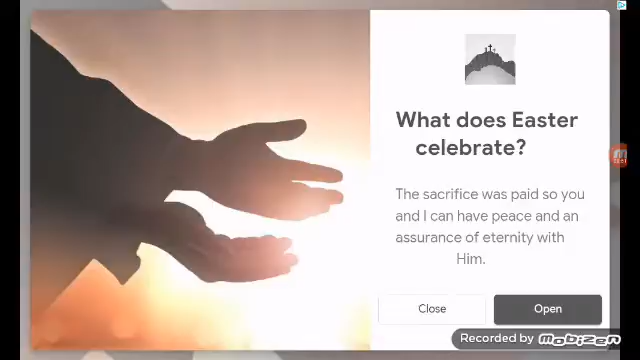 What does Easter
celebrate?
The sacrifice was paid so you
and I can have peace and an
assurance of eternity with
Him.
Close
Open
Recorded by MOBIZEN